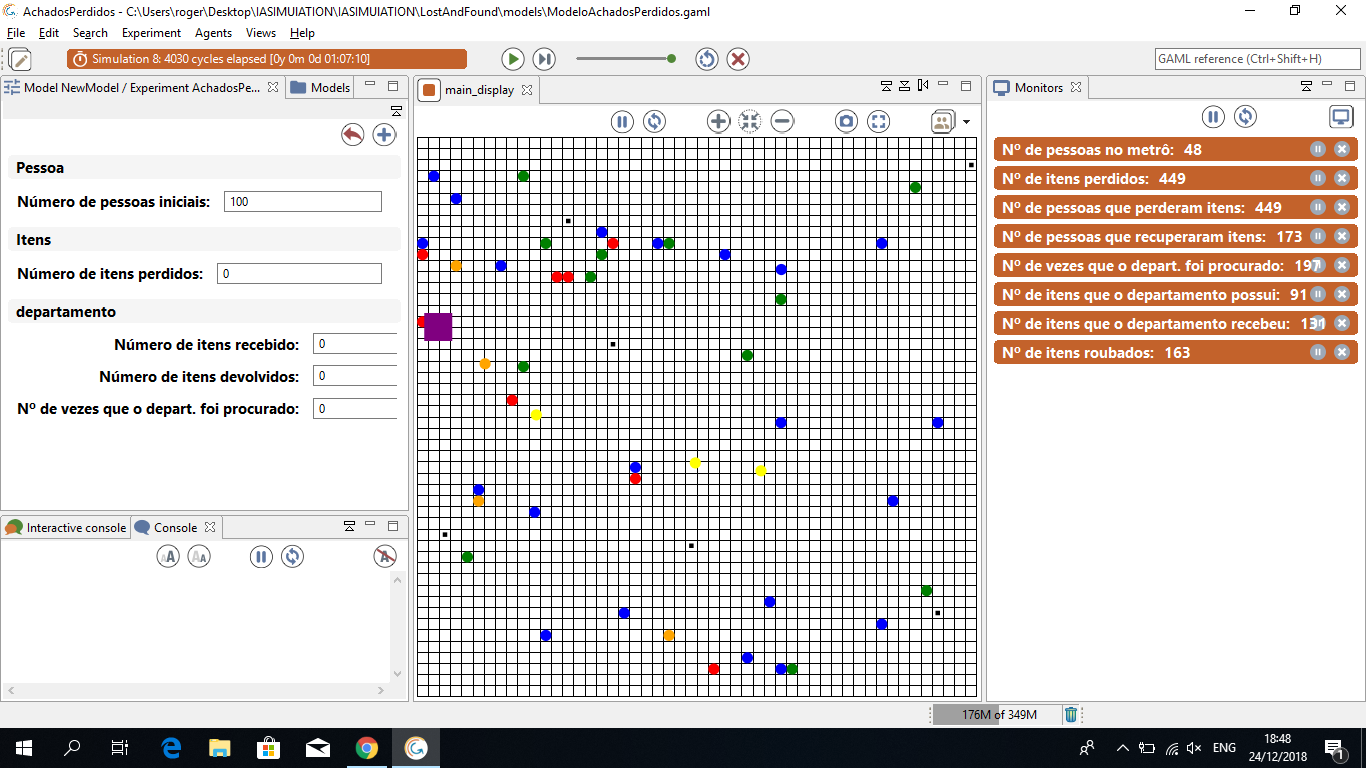 AchadosPerdidos - C:\Users\roger\Desktop\IASIMUIATION\IASIMUIATION\LostAndFound\models\ModeloAchadosPerdidos.gaml
File Edit Search Experiment Agents Views Help
Simulation 8: 4030 cycles elapsed [0y 0m 0d 01:07:10]
GAML reference (Ctrl+Shift+H)
Model NewModel / Experiment AchadosPe...
Models
Pessoa
Número de pessoas iniciais: 100
Itens
Número de itens perdidos: 0
departamento
Número de itens recebido: 0
Número de itens devolvidos: 0
Nº de vezes que o depart. foi procurado: 0
Interactive console
Console
main_display
Monitors
Nº de pessoas no metrô: 48
Nº de itens perdidos: 449
Nº de pessoas que perderam itens: 449
Nº de pessoas que recuperaram itens: 173
Nº de vezes que o depart. foi procurado: 197
Nº de itens que o departamento possui: 91
Nº de itens que o departamento recebeu: 131
Nº de itens roubados: 163
176M of 349M
ENG
18:48
24/12/2018
1